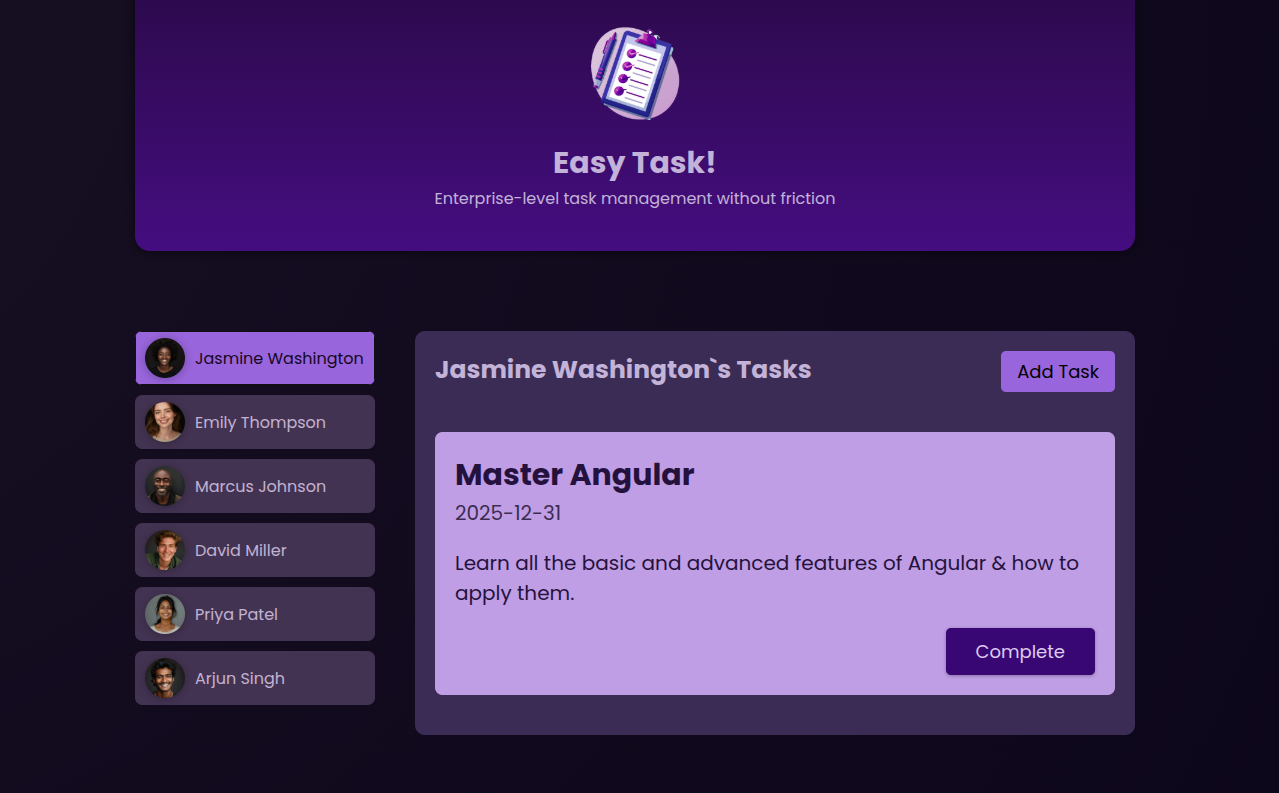 Easy Task!
Enterprise-level task management without friction
Jasmine Washington
Emily Thompson
Marcus Johnson
David Miller
Priya Patel
Arjun Singh
Jasmine Washington`s Tasks
Add Task
Master Angular
2025-12-31
Learn all the basic and advanced features of Angular & how to
apply them.
Complete